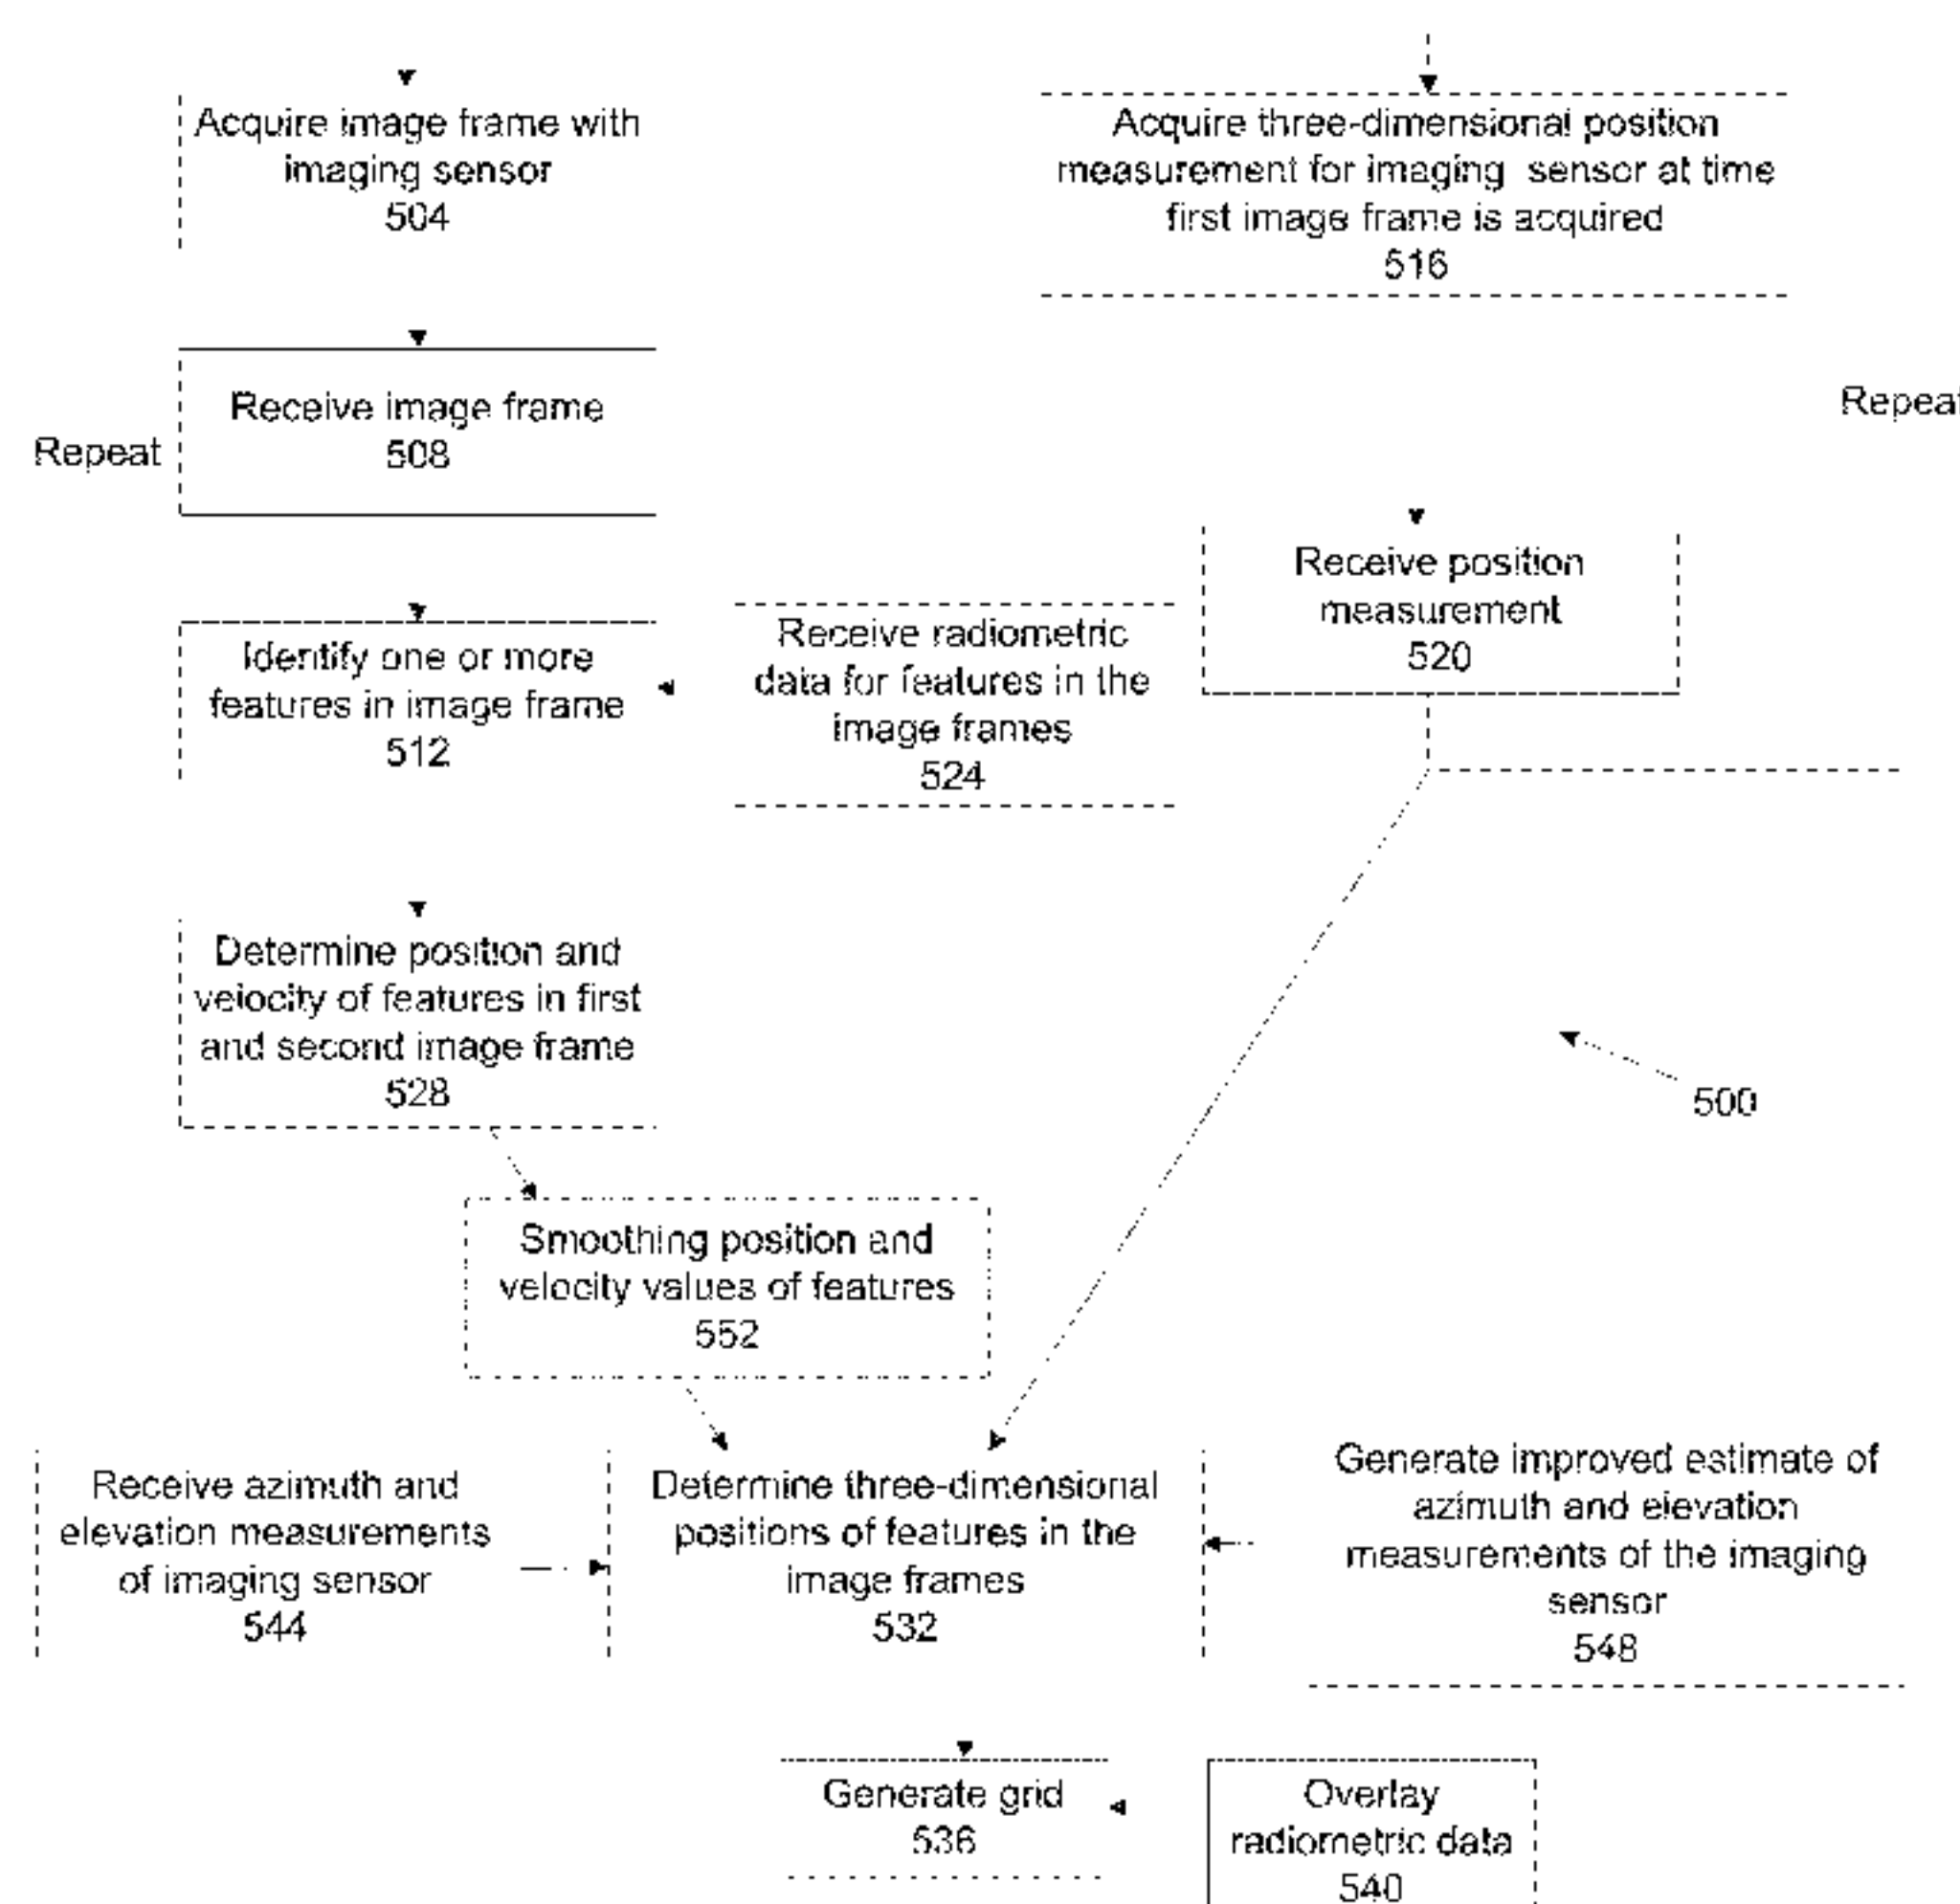 Acquire image frame with
imaging sensor
504
Acquire three-dimensional position
measurement for imaging sensor at time
first image frame is acquired
516
Receive image frame
508
Repeat
Repeat
Receive position
measurement
520
Identify one or more
features in image frame
512
Receive radiometric
data for features in the
image frames
524
Determine position and
velocity of features in first
and second image frame
528
500
Smoothing position and
velocity values of features
552
Receive azimuth and
elevation measurements
of imaging sensor
544
Determine three-dimensional
positions of features in the
image frames
532
Generate improved estimate of
azimuth and elevation
measurements of the imaging
sensor
548
Generate grid
536
Overlay
radiometric data
540